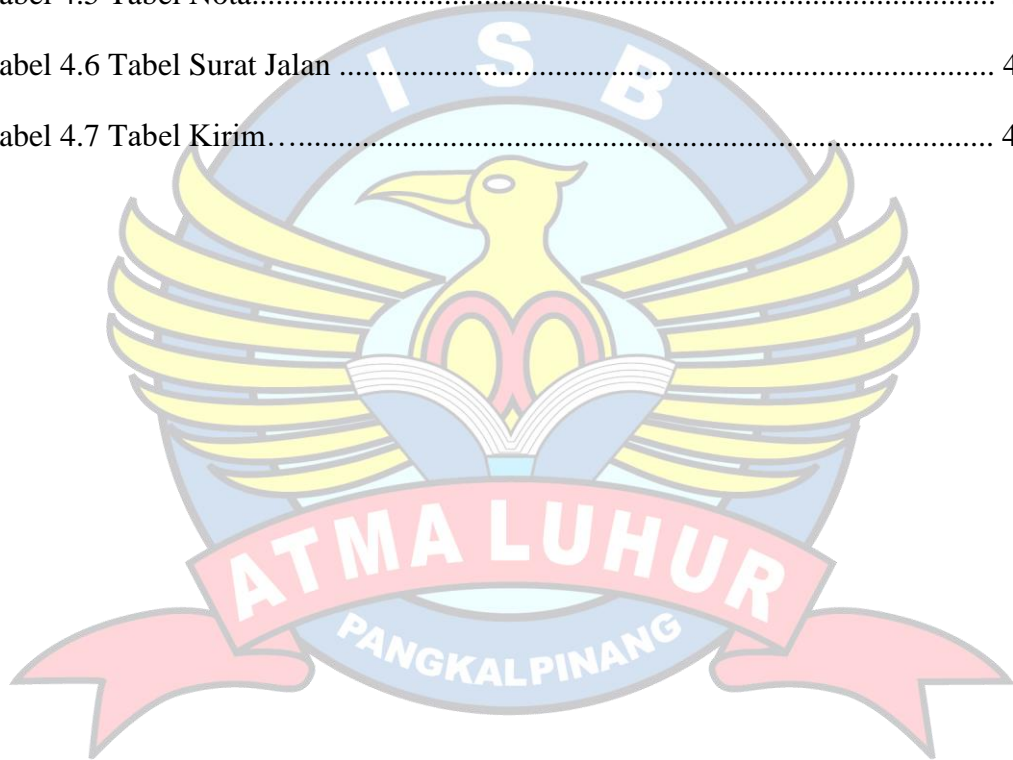 abel 4.5 Tabel Nota..........................................................................................
abel 4.6 Tabel Surat Jalan ................................................................................ 4
abel 4.7 Tabel Kirim…..................................................................................... 4
I S B
ATMA LUHUR
PANGKALPINANG